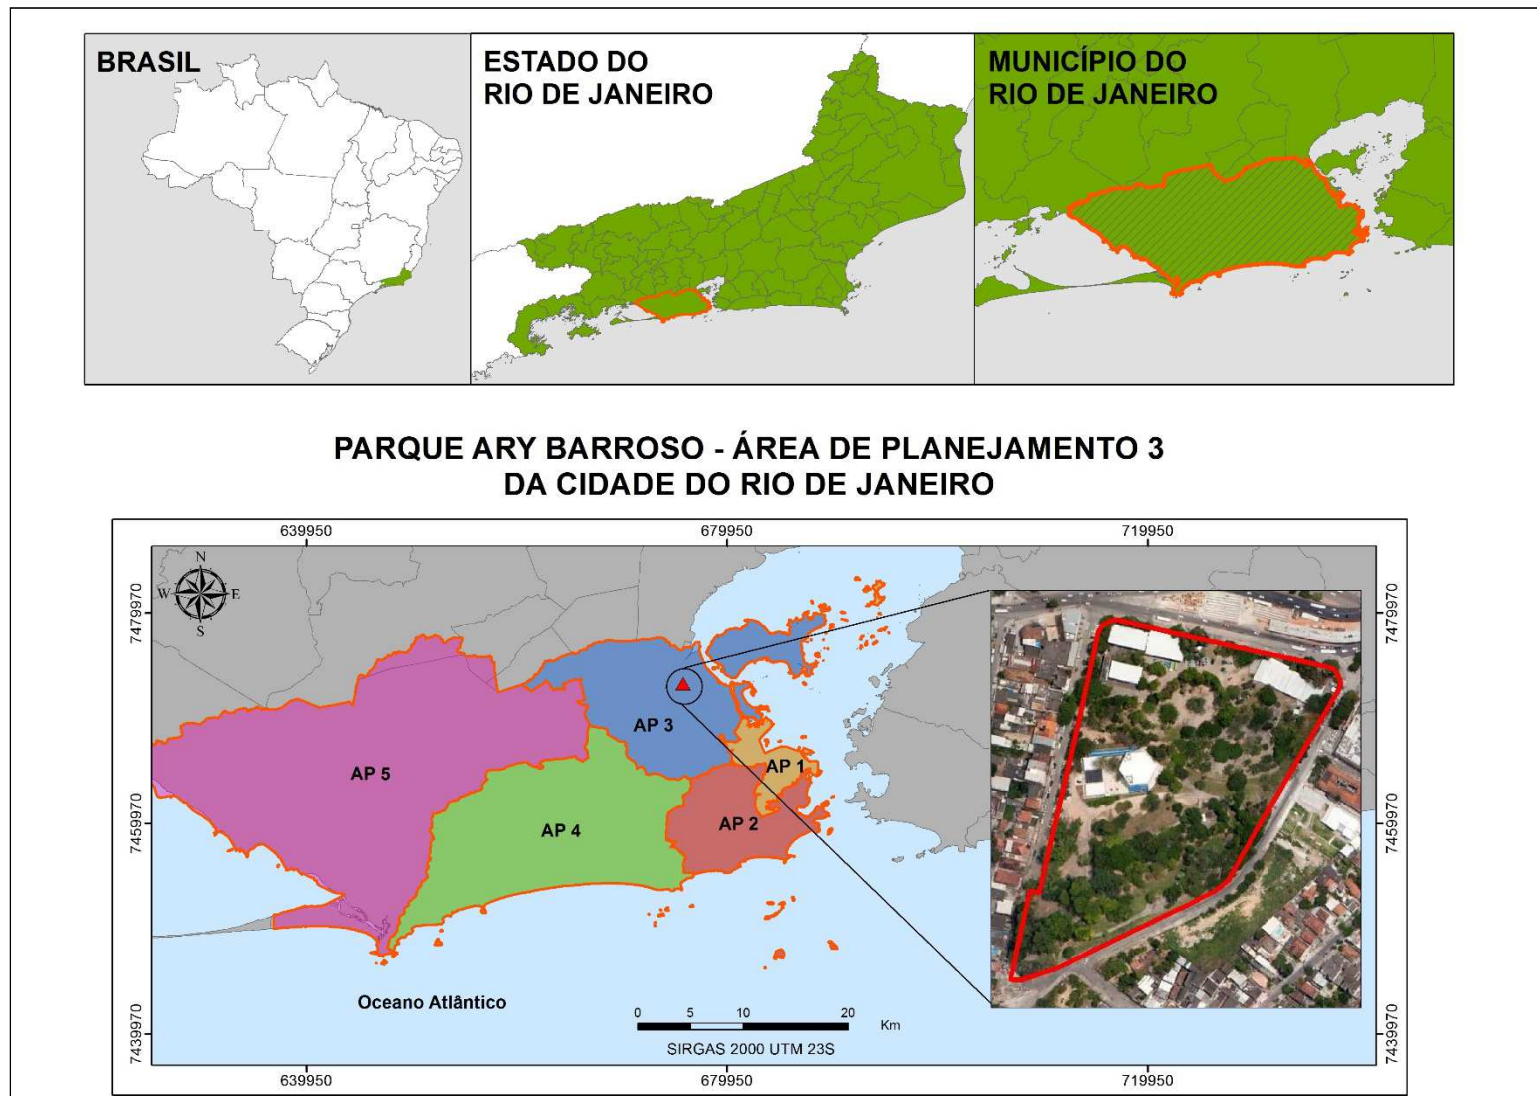 BRASIL
ESTADO DO
RIO DE JANEIRO
MUNICÍPIO DO
RIO DE JANEIRO
PARQUE ARY BARROSO - ÁREA DE PLANEJAMENTO 3
DA CIDADE DO RIO DE JANEIRO
639950
679950
719950
7479970
7479970
N
W
E
S
AP 3
AP 5
AP 1
AP 4
AP 2
7459970
7459970
Oceano Atlântico
0 5 10 20
Km
SIRGAS 2000 UTM 23S
7439970
7439970
639950
679950
719950